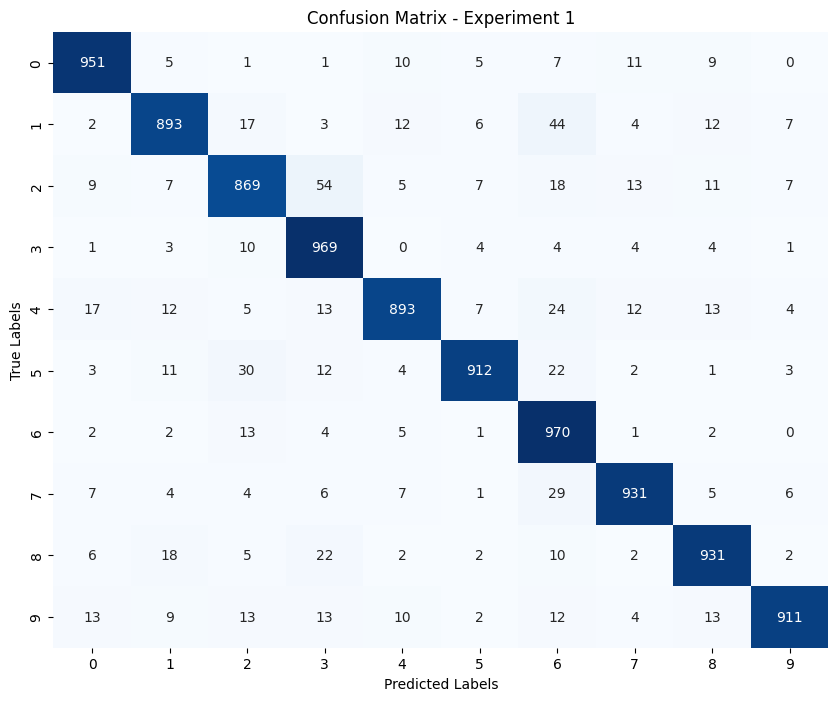 Confusion Matrix - Experiment 1
0 951 5 1 1 10 5 7 11 9 0
1 2 893 17 3 12 6 44 4 12 7
2 9 7 869 54 5 7 18 13 11 7
3 1 3 10 969 0 4 4 4 4 1
4 17 12 5 13 893 7 24 12 13 4
5 3 11 30 12 4 912 22 2 1 3
6 2 2 13 4 5 1 970 1 2 0
7 7 4 4 6 7 1 29 931 5 6
8 6 18 5 22 2 2 10 2 931 2
9 13 9 13 13 10 2 12 4 13 911
0 1 2 3 4 5 6 7 8 9
True Labels
Predicted Labels